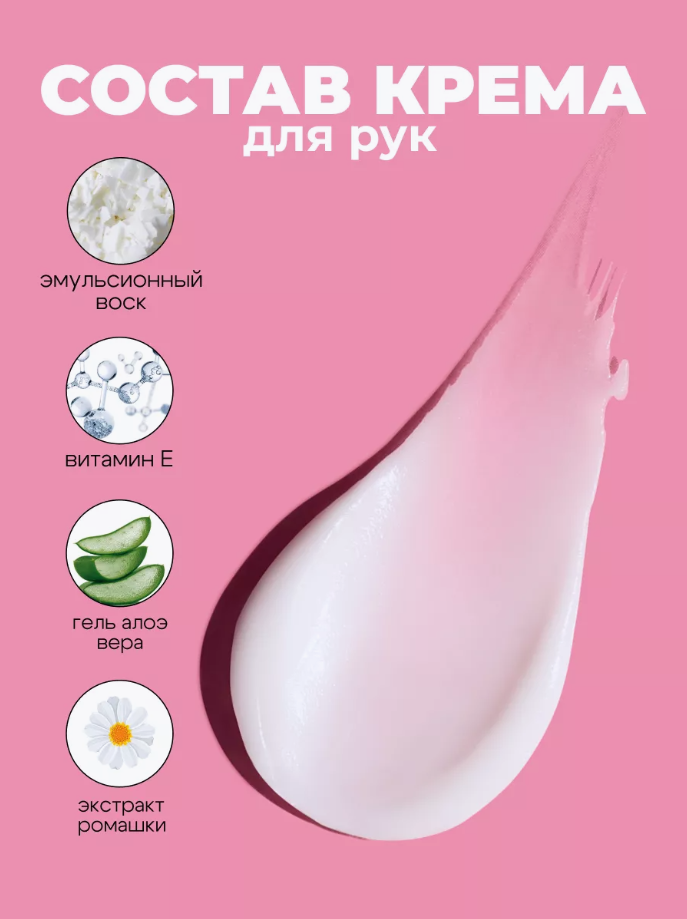 СОСТАВ КРЕМА
для рук
эмульсионный
воск
витамин Е
гель алоэ
вера
экстракт
ромашки